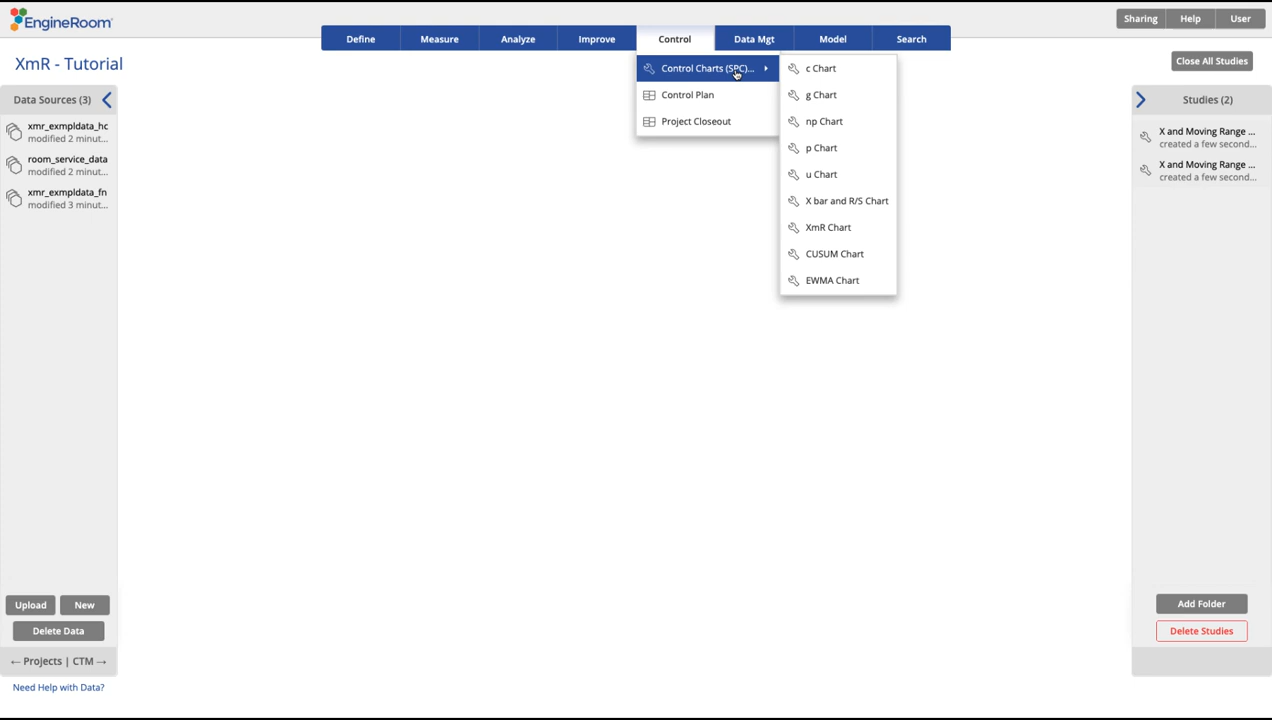 EngineRoom
Sharing
Help
User
Define
Measure
Analyze
Improve
Control
Data Mgt
Model
Search
XmR - Tutorial
Close All Studies
Control Charts (SPC)...
Control Plan
Project Closeout
c Chart
g Chart
np Chart
p Chart
u Chart
X bar and R/S Chart
XmR Chart
CUSUM Chart
EWMA Chart
Data Sources (3)
xmr_exmpldata_hc
modified 2 minut...
room_service_data
modified 2 minut...
xmr_exmpldata_fn
modified 3 minut...
Studies (2)
X and Moving Range ...
created a few second...
X and Moving Range ...
created a few second...
Upload
New
Delete Data
← Projects | CTM →
Need Help with Data?
Add Folder
Delete Studies